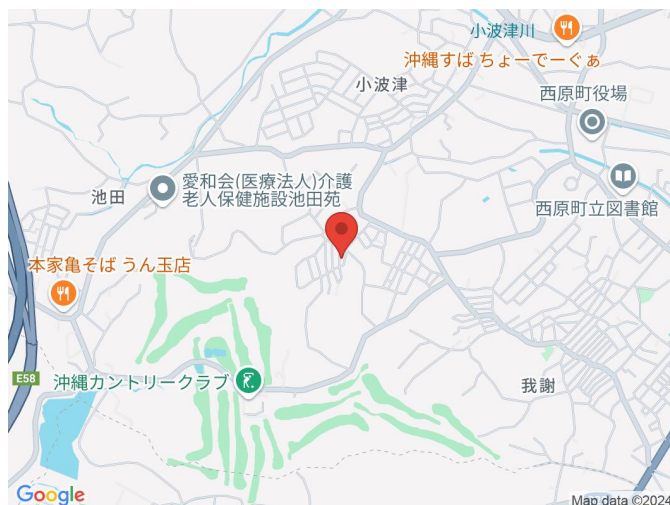 小波津川
沖縄すば ちょーでーぐぁ
小波津
西原町役場
愛和会(医療法人)介護
老人保健施設池田苑
池田
西原町立図書館
本家亀そば うん玉店
E58
沖縄カントリークラブ
我謝
Google
Map data ©2024